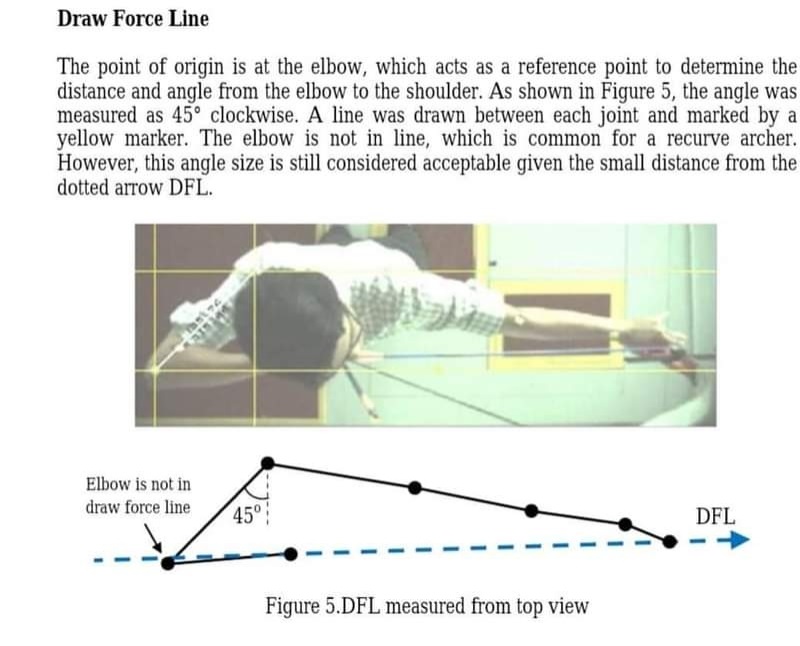 Draw Force Line
The point of origin is at the elbow, which acts as a reference point to determine the
distance and angle from the elbow to the shoulder. As shown in Figure 5, the angle was
measured as 45° clockwise. A line was drawn between each joint and marked by a
yellow marker. The elbow is not in line, which is common for a recurve archer.
However, this angle size is still considered acceptable given the small distance from the
dotted arrow DFL.
Elbow is not in
draw force line
45°
DFL
Figure 5.DFL measured from top view